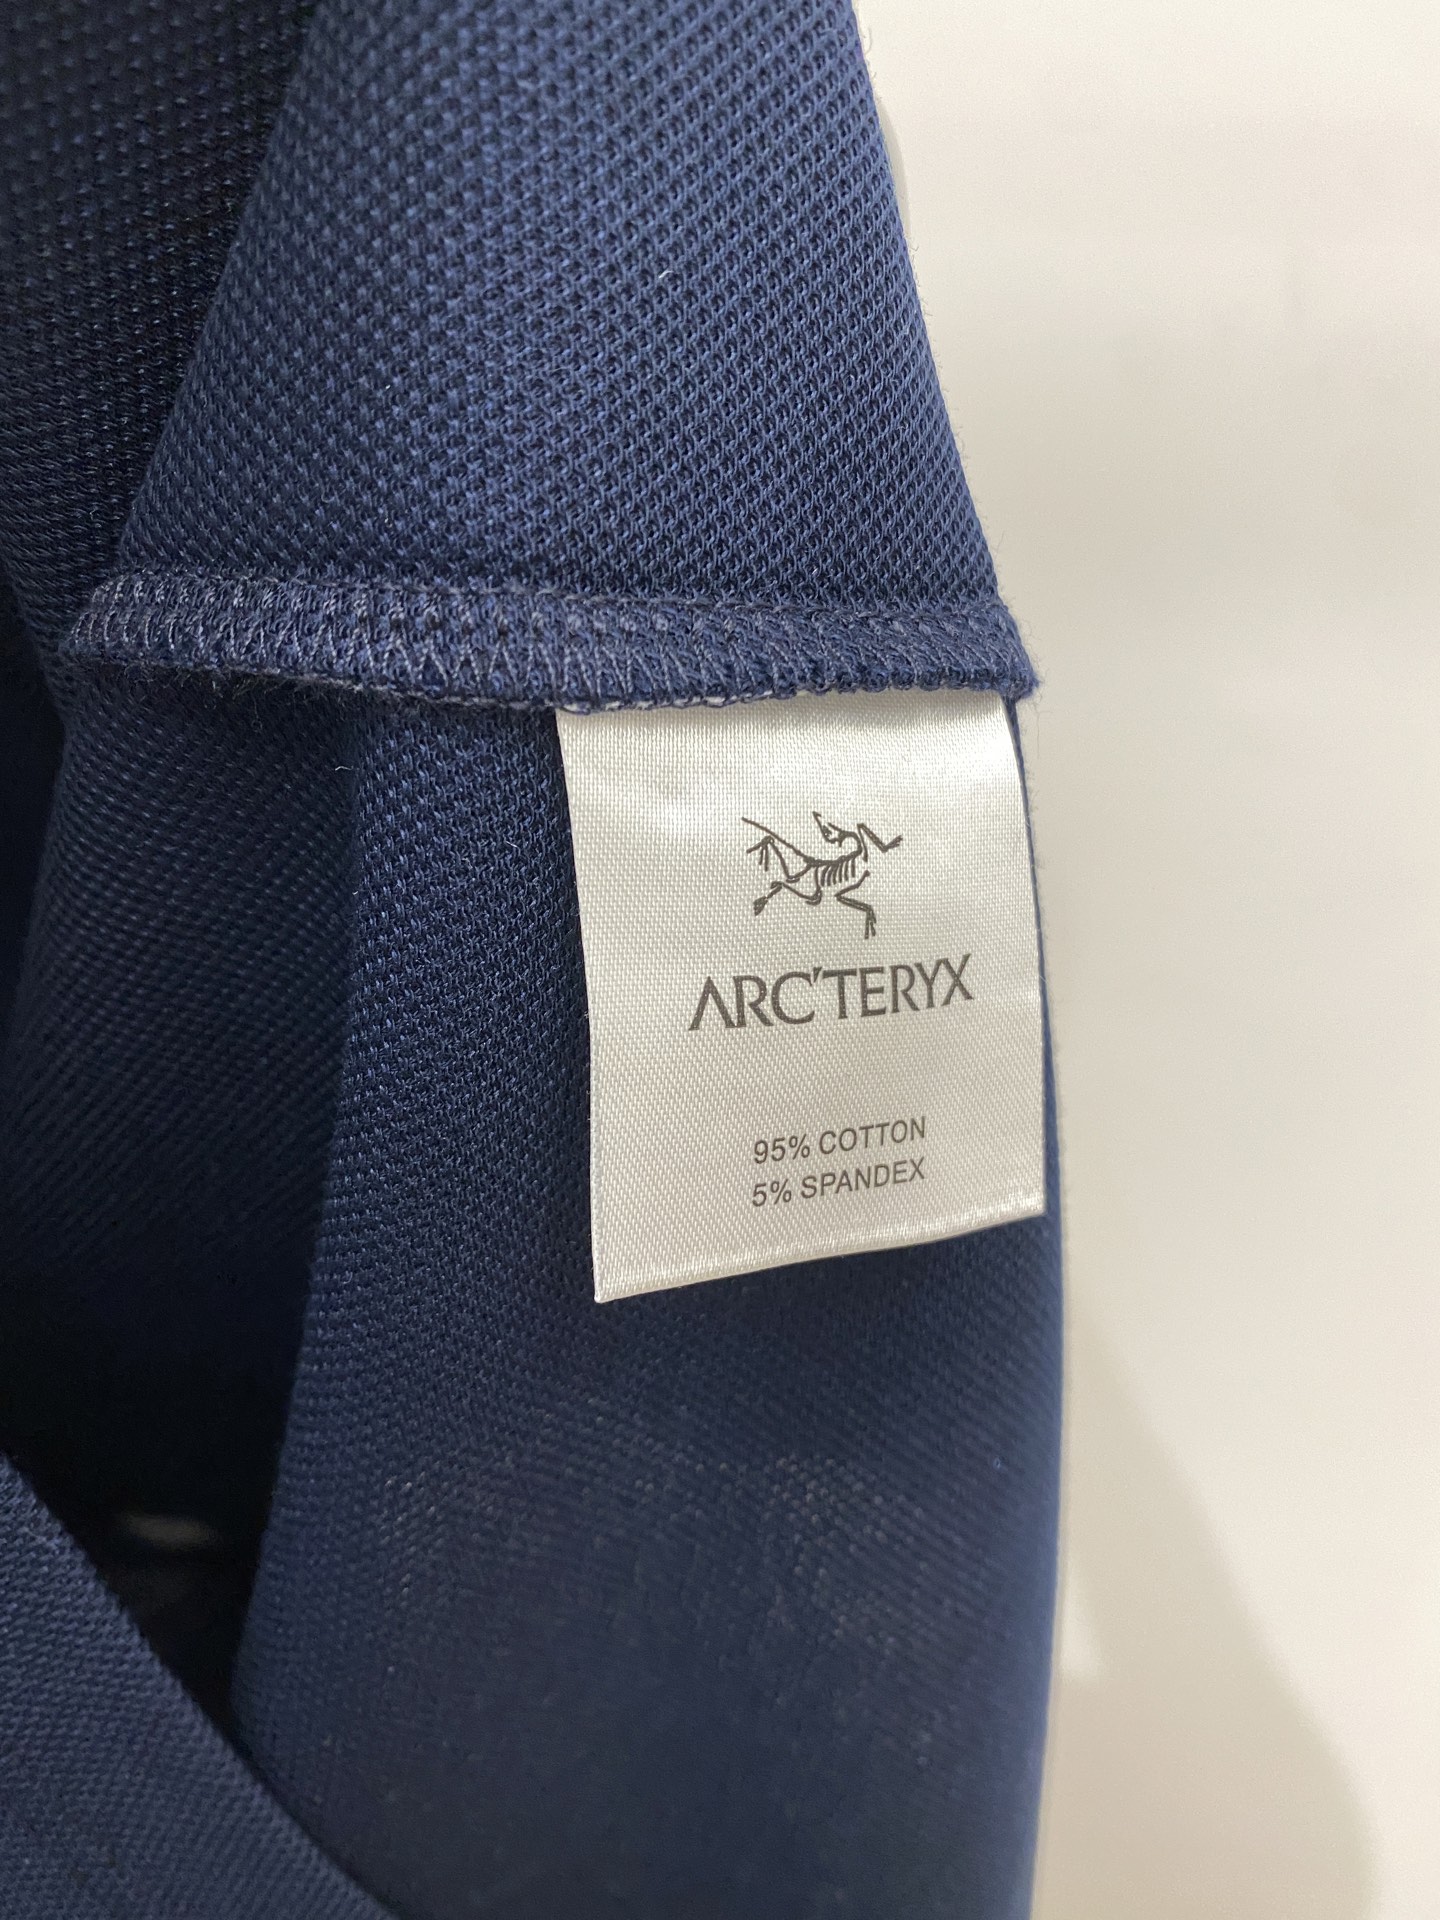 ARC'TERYX
95% COTTON
5% SPANDEX